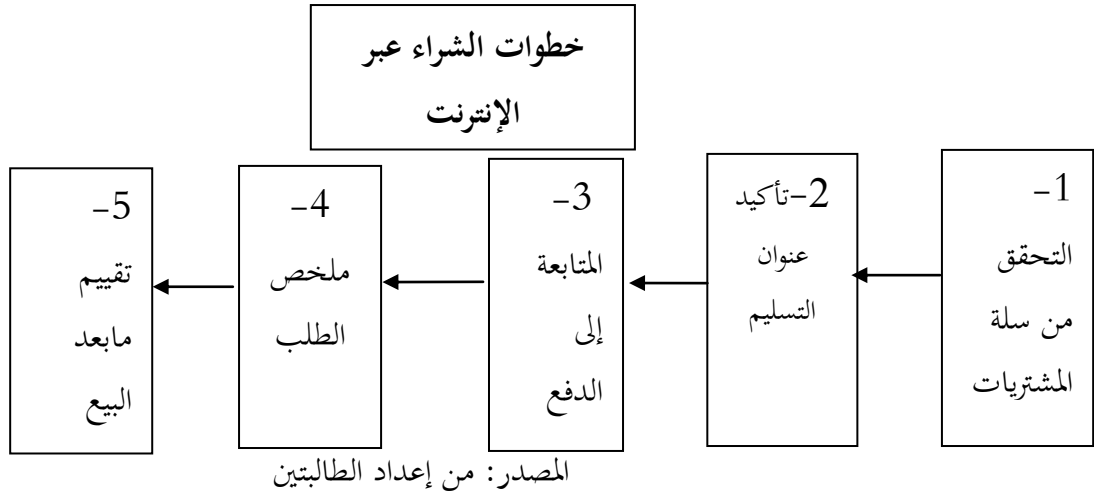 خطوات الشراء عبر
الإنترنت
1-
التحقق
من سلة
المشتريات
2-تأكيد
عنوان
التسليم
3-
المتابعة
إلى
الدفع
4-
ملخص
الطلب
5-
تقييم
مابعد
البيع
المصدر: من إعداد الطالبتين